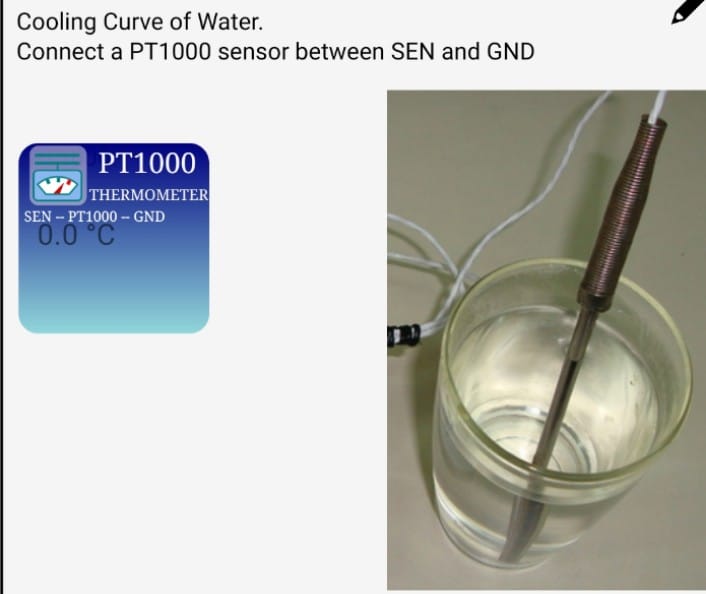 Cooling Curve of Water.
Connect a PT1000 sensor between SEN and GND
PT1000
THERMOMETER
SEN -- PT1000 -- GND
0.0 °C